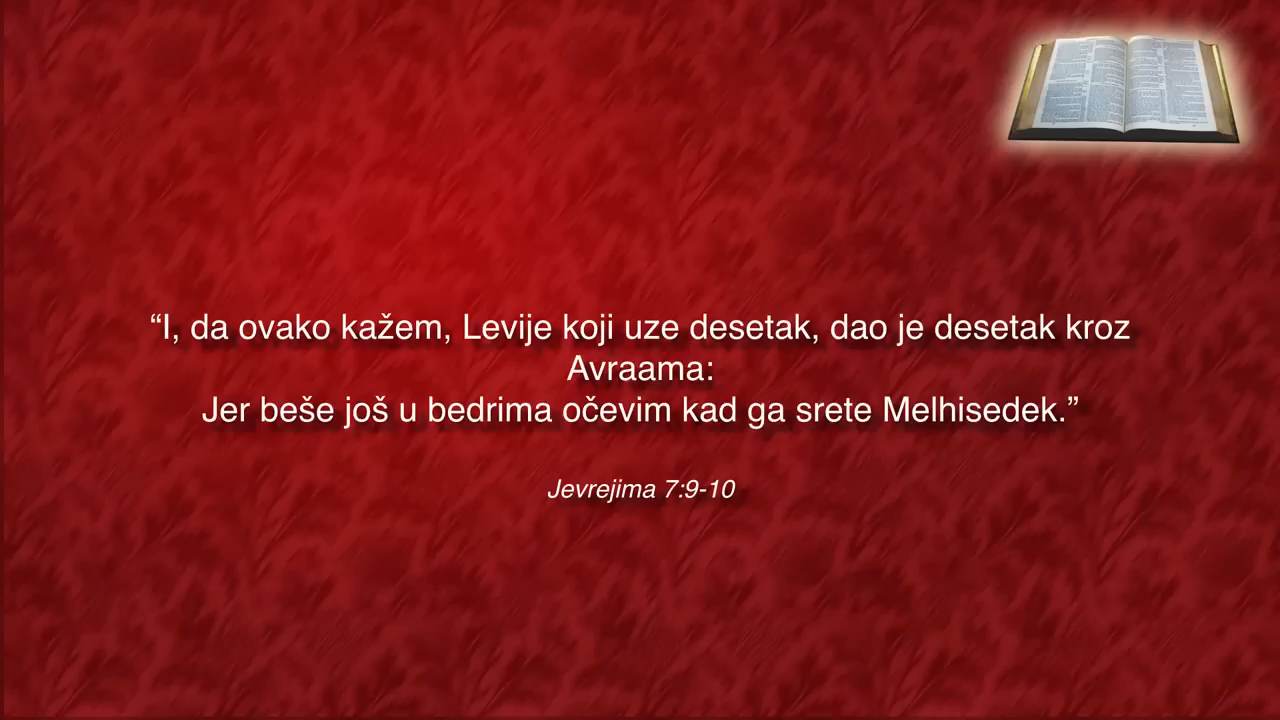 “I, da ovako kažem, Levije koji uze desetak, dao je desetak kroz
Avraama:
Jer beše još u bedrima očevim kad ga srete Melhisedek.”
Jevrejima 7:9-10